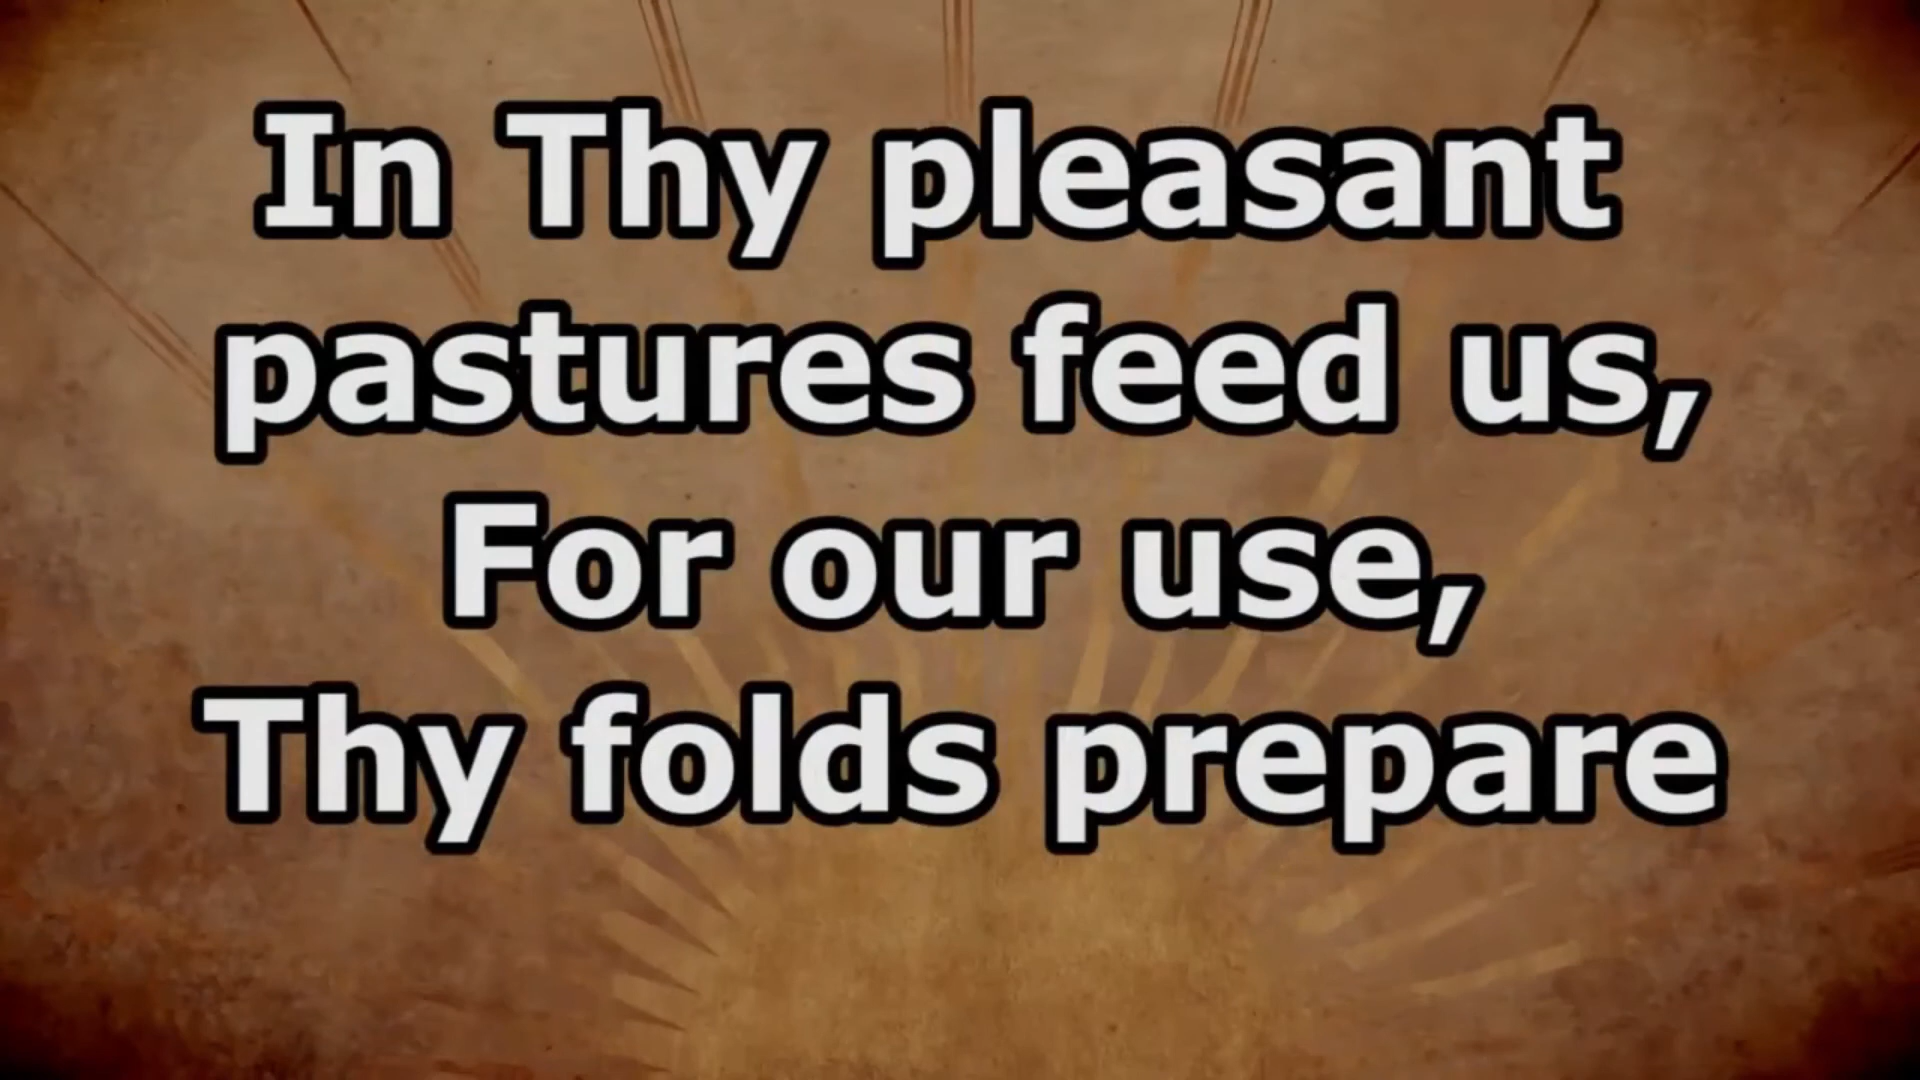 In Thy pleasant
pastures feed us,
For our use,
Thy folds prepare